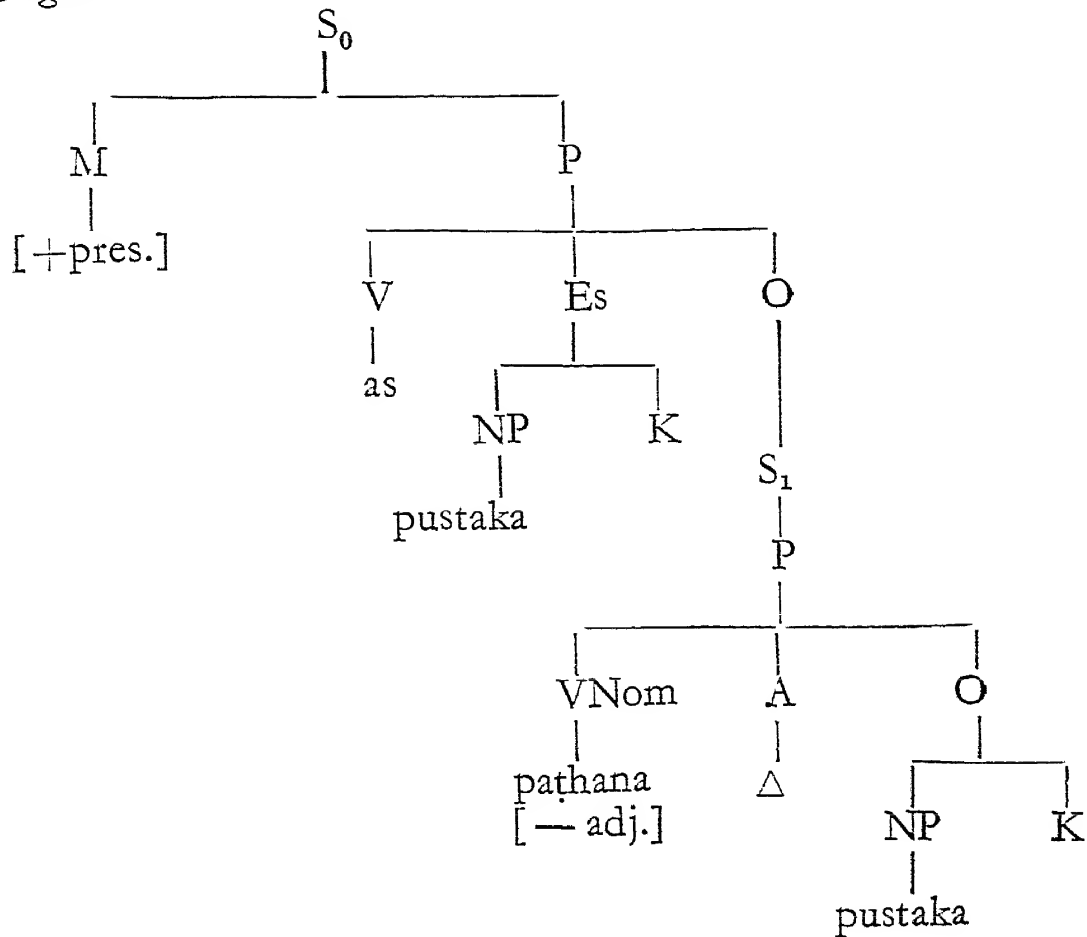 S₀
M P
[+pres.]
V Es O
as
NP K
S₁
pustaka
P
VNom A O
paṭhana △
[— adj.]
NP K
pustaka